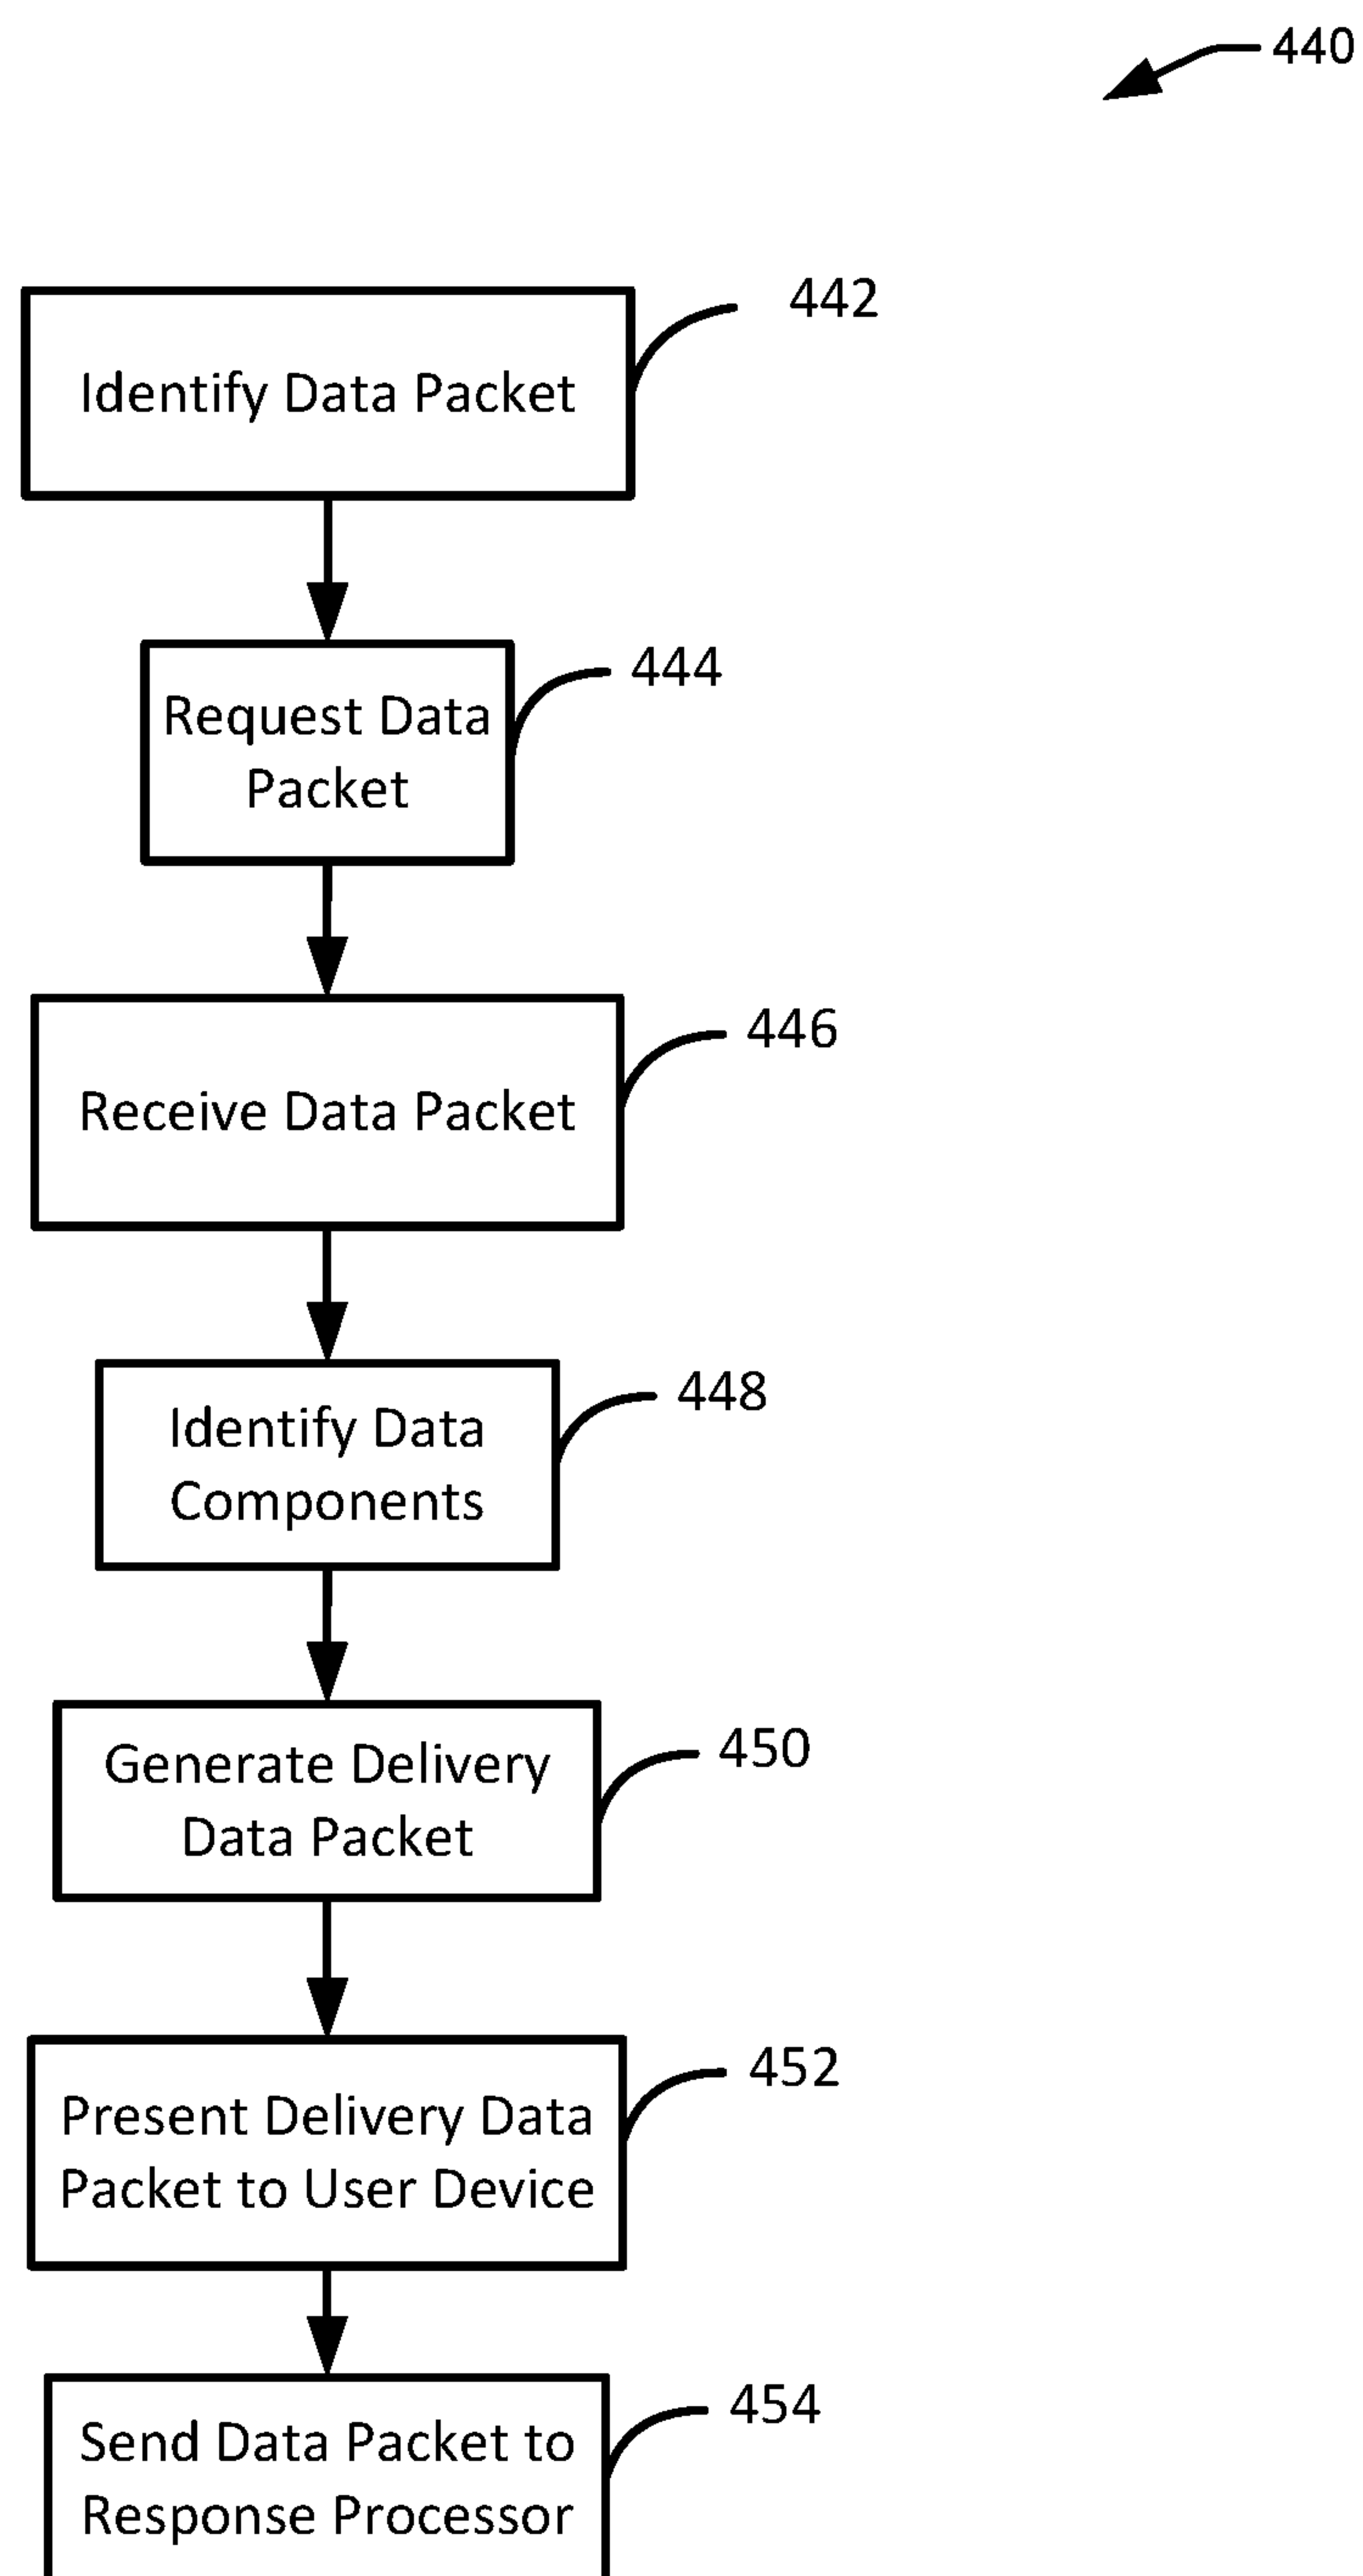 440
442
Identify Data Packet
444
Request Data
Packet
446
Receive Data Packet
448
Identify Data
Components
450
Generate Delivery
Data Packet
452
Present Delivery Data
Packet to User Device
454
Send Data Packet to
Response Processor